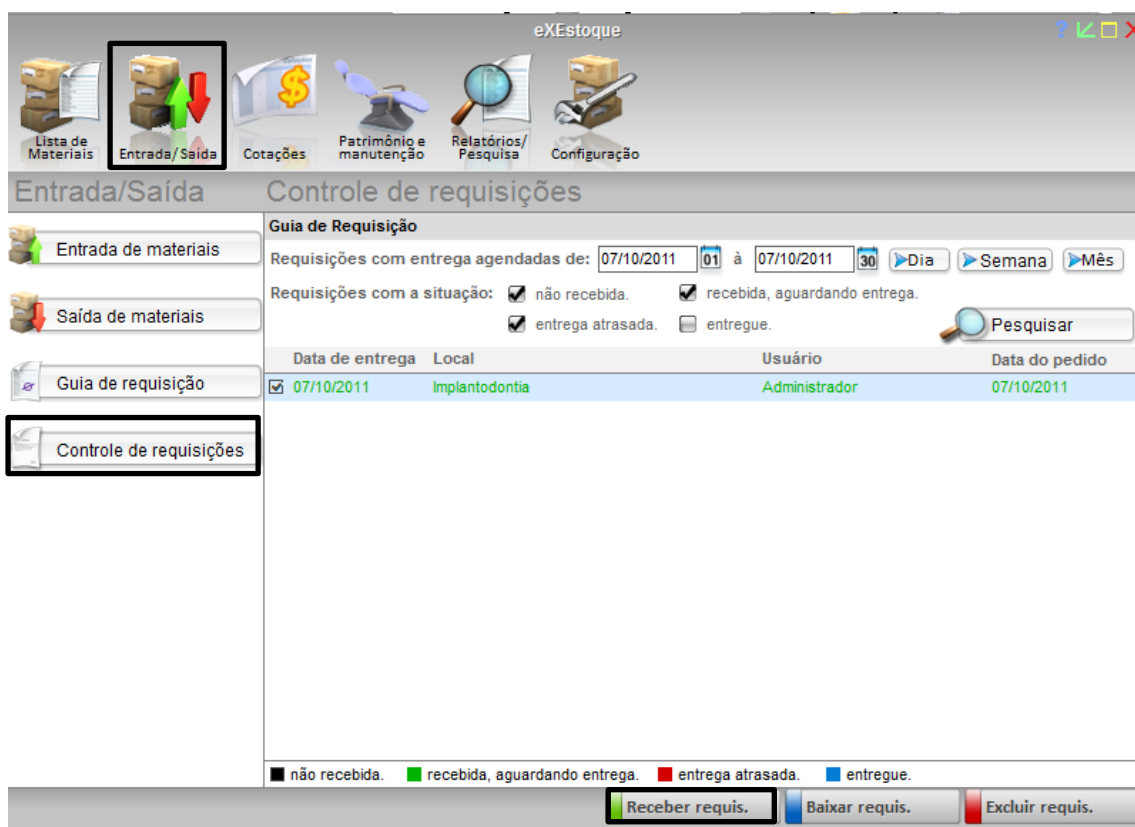 eXEstoque
?
Lista de
Materiais
Entrada/Saída
Cotações
Patrimônio e
manutenção
Relatórios/
Pesquisa
Configuração
Entrada/Saída
Controle de requisições
Entrada de materiais
Saída de materiais
Guia de requisição
Controle de requisições
Guia de Requisição
Requisições com entrega agendadas de: 07/10/2011 01 à 07/10/2011 30 Dia Semana Mês
Requisições com a situação: não recebida. recebida, aguardando entrega.
entrega atrasada. entregue.
Pesquisar
Data de entrega Local Usuário Data do pedido
07/10/2011 Implantodontia Administrador 07/10/2011
não recebida. recebida, aguardando entrega. entrega atrasada. entregue.
Receber requis. Baixar requis. Excluir requis.